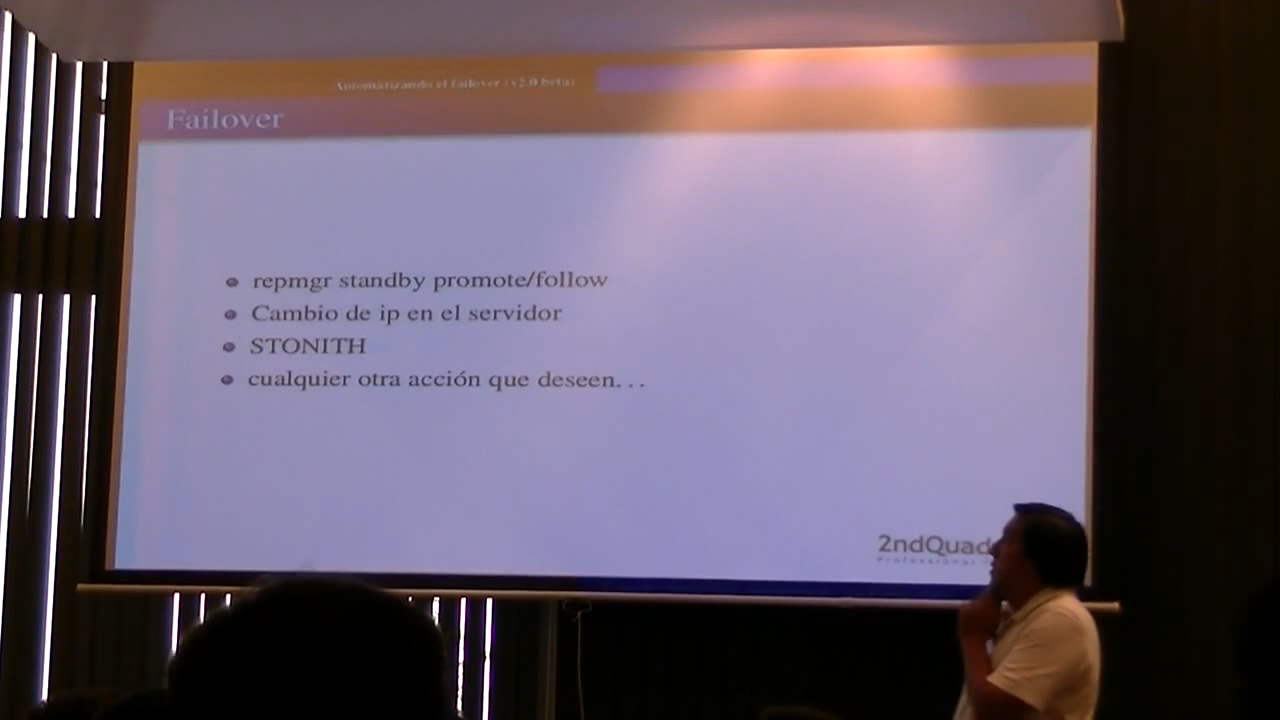 Automatizando el failover (v2.0 beta)
Failover
repmgr standby promote/follow
Cambio de ip en el servidor
STONITH
cualquier otra acción que deseen...
2ndQuad
Professional